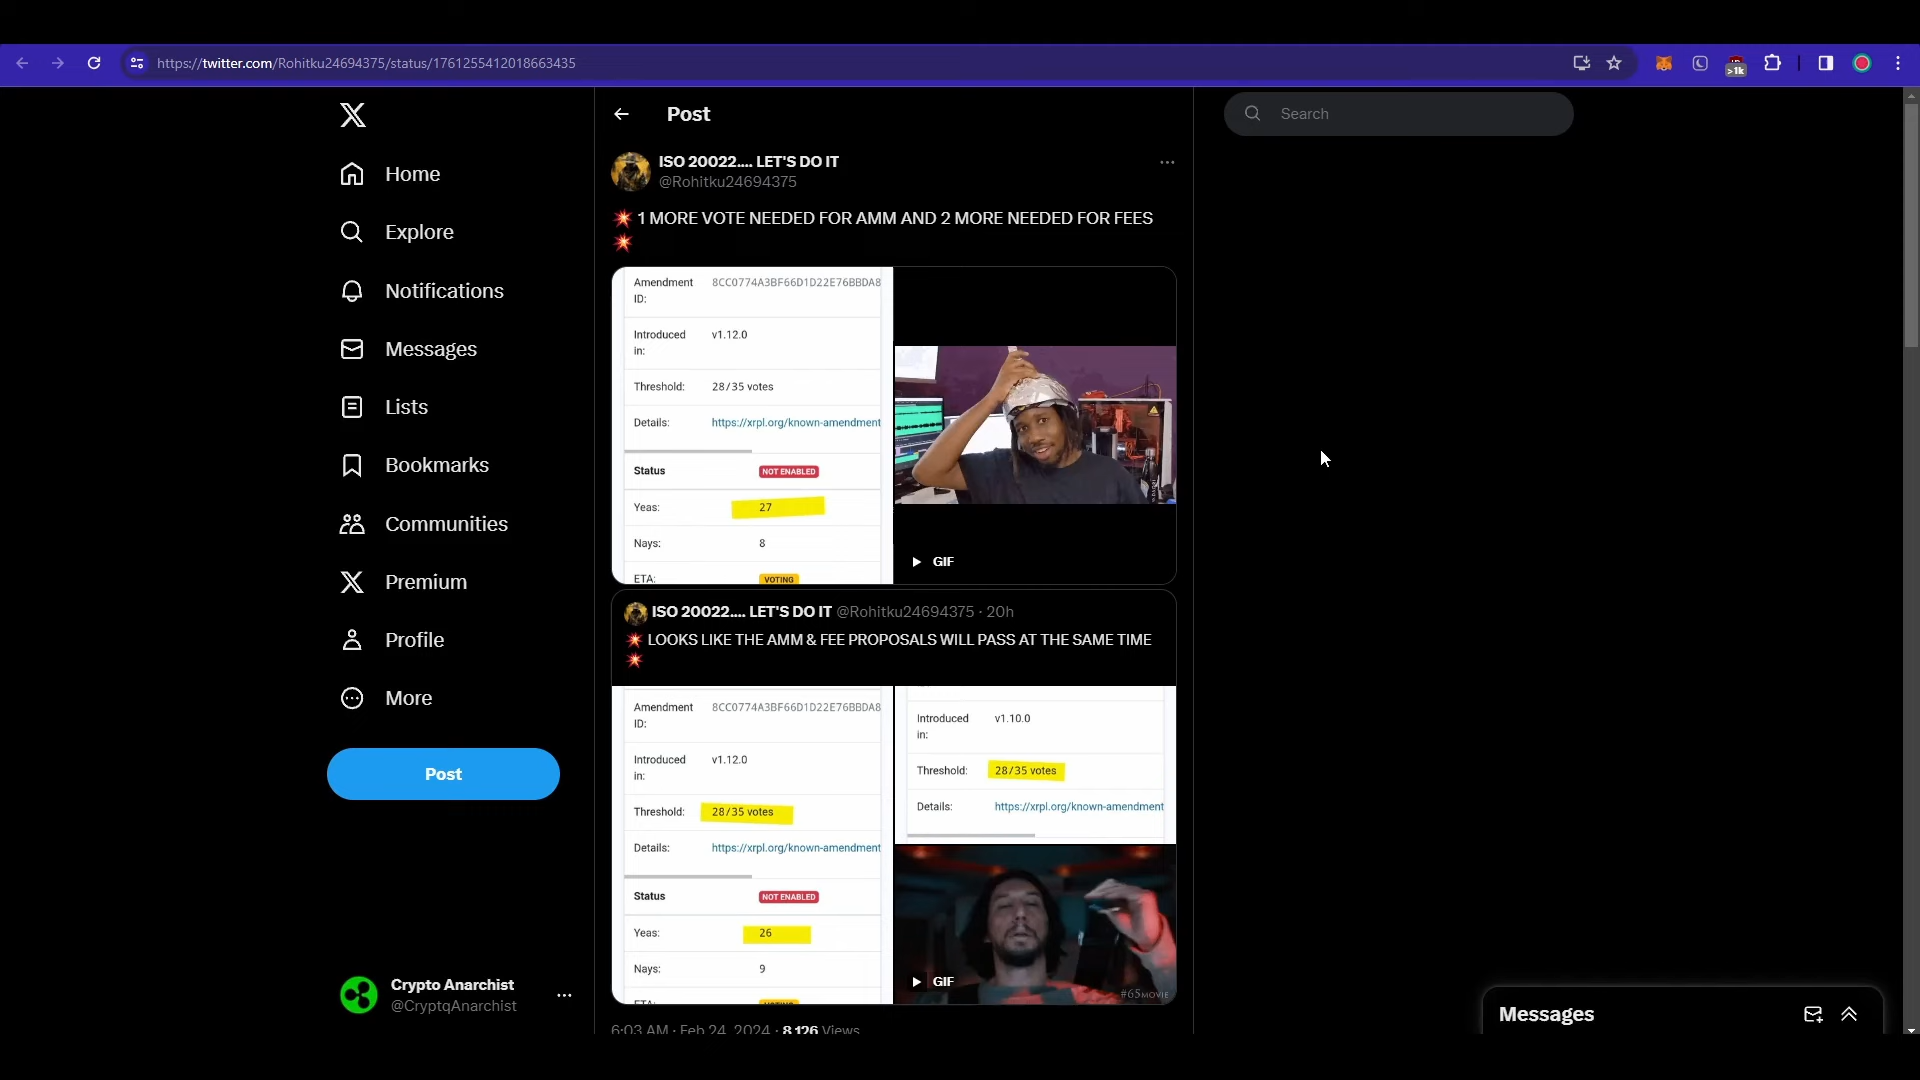 https://twitter.com/Rohitku24694375/status/1761255412018663435
>1k
Post
Search
Home
Explore
Notifications
Messages
Lists
Bookmarks
Communities
Premium
Profile
More
Post
Crypto Anarchist
@CryptqAnarchist
ISO 20022.... LET'S DO IT
@Rohitku24694375
💥 1 MORE VOTE NEEDED FOR AMM AND 2 MORE NEEDED FOR FEES
💥
Amendment 8CC0774A3BF66D1D22E76BBDA8
ID:
Introduced v1.12.0
in:
Threshold: 28/35 votes
Details: https://xrpl.org/known-amendment
Status NOT ENABLED
Yeas: 27
Nays: 8
ETA: VOTING
GIF
ISO 20022.... LET'S DO IT @Rohitku24694375 · 20h
💥 LOOKS LIKE THE AMM & FEE PROPOSALS WILL PASS AT THE SAME TIME
💥
Amendment 8CC0774A3BF66D1D22E76BBDA8
ID:
Introduced v1.12.0
in:
Threshold: 28/35 votes
Details: https://xrpl.org/known-amendment
Status NOT ENABLED
Yeas: 26
Nays: 9
ETA:
Introduced v1.10.0
in:
Threshold: 28/35 votes
Details: https://xrpl.org/known-amendment
GIF
#65MOVIE
6:03 AM · Feb 24, 2024 · 8,126 Views
Messages